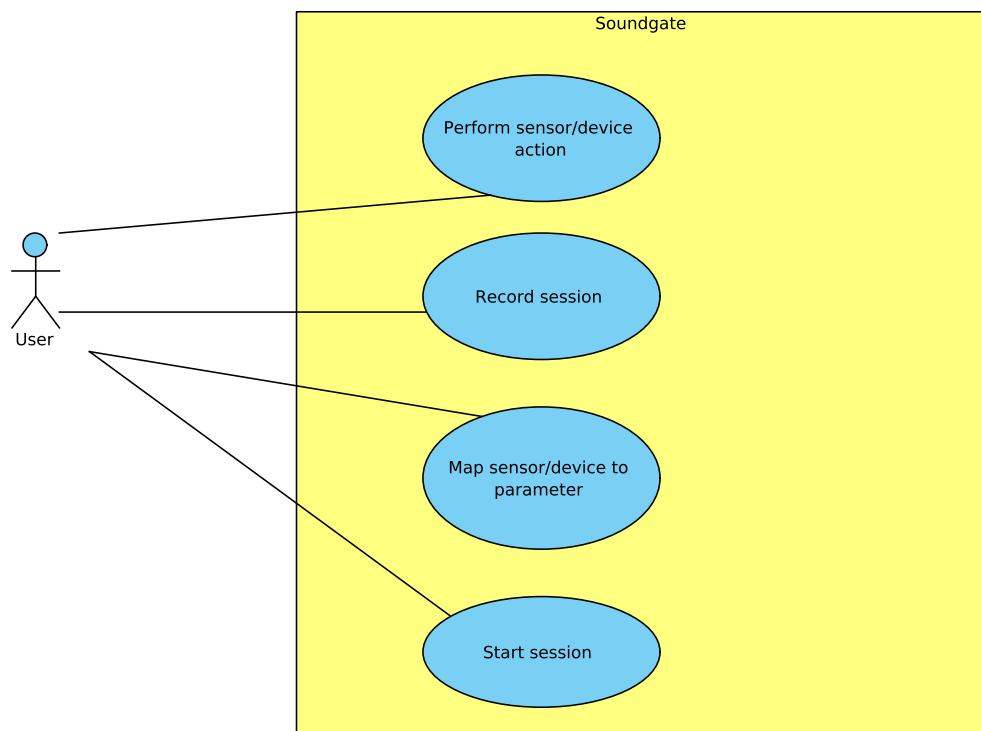 Soundgate
Perform sensor/device
action
Record session
User
Map sensor/device to
parameter
Start session